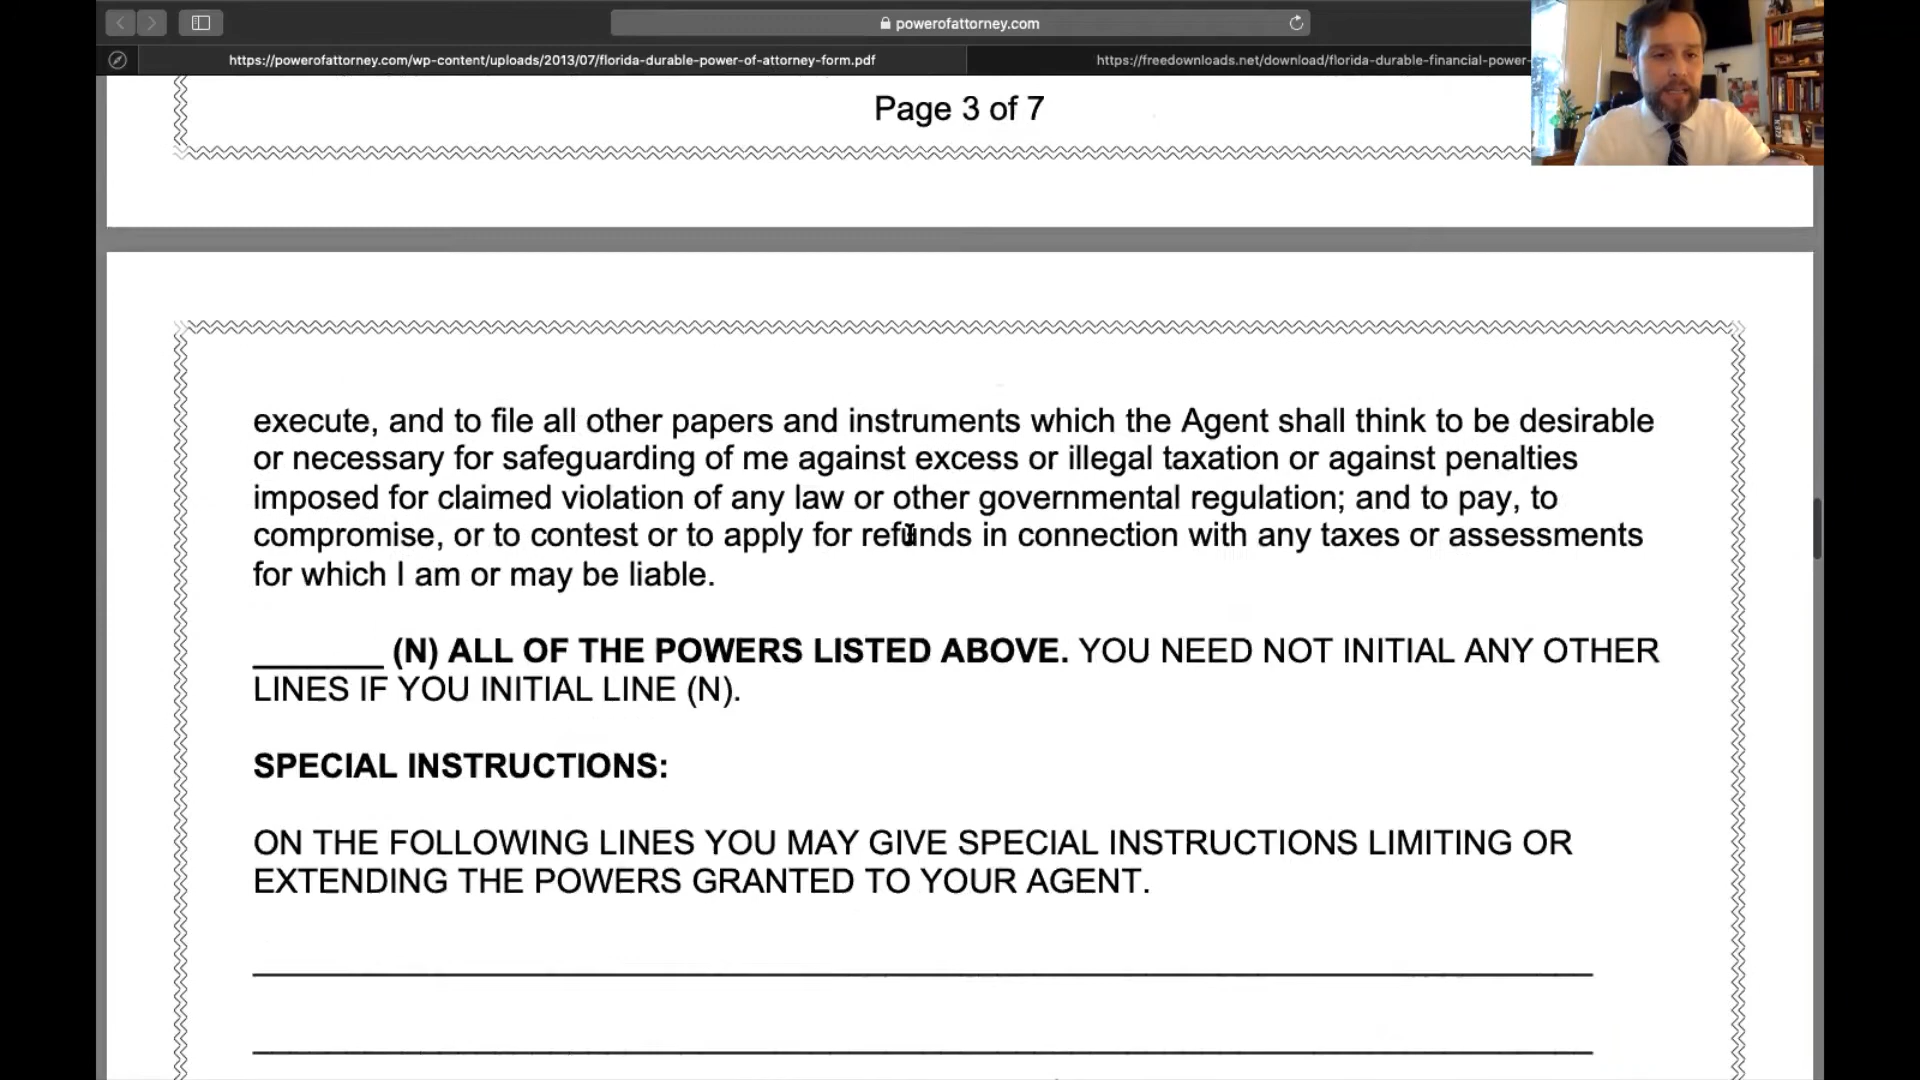 powerofattorney.com
https://powerofattorney.com/wp-content/uploads/2013/07/florida-durable-power-of-attorney-form.pdf
https://freedownloads.net/download/florida-durable-financial-power-
Page 3 of 7
execute, and to file all other papers and instruments which the Agent shall think to be desirable
or necessary for safeguarding of me against excess or illegal taxation or against penalties
imposed for claimed violation of any law or other governmental regulation; and to pay, to
compromise, or to contest or to apply for refunds in connection with any taxes or assessments
for which I am or may be liable.
_______ (N) ALL OF THE POWERS LISTED ABOVE. YOU NEED NOT INITIAL ANY OTHER
LINES IF YOU INITIAL LINE (N).
SPECIAL INSTRUCTIONS:
ON THE FOLLOWING LINES YOU MAY GIVE SPECIAL INSTRUCTIONS LIMITING OR
EXTENDING THE POWERS GRANTED TO YOUR AGENT.